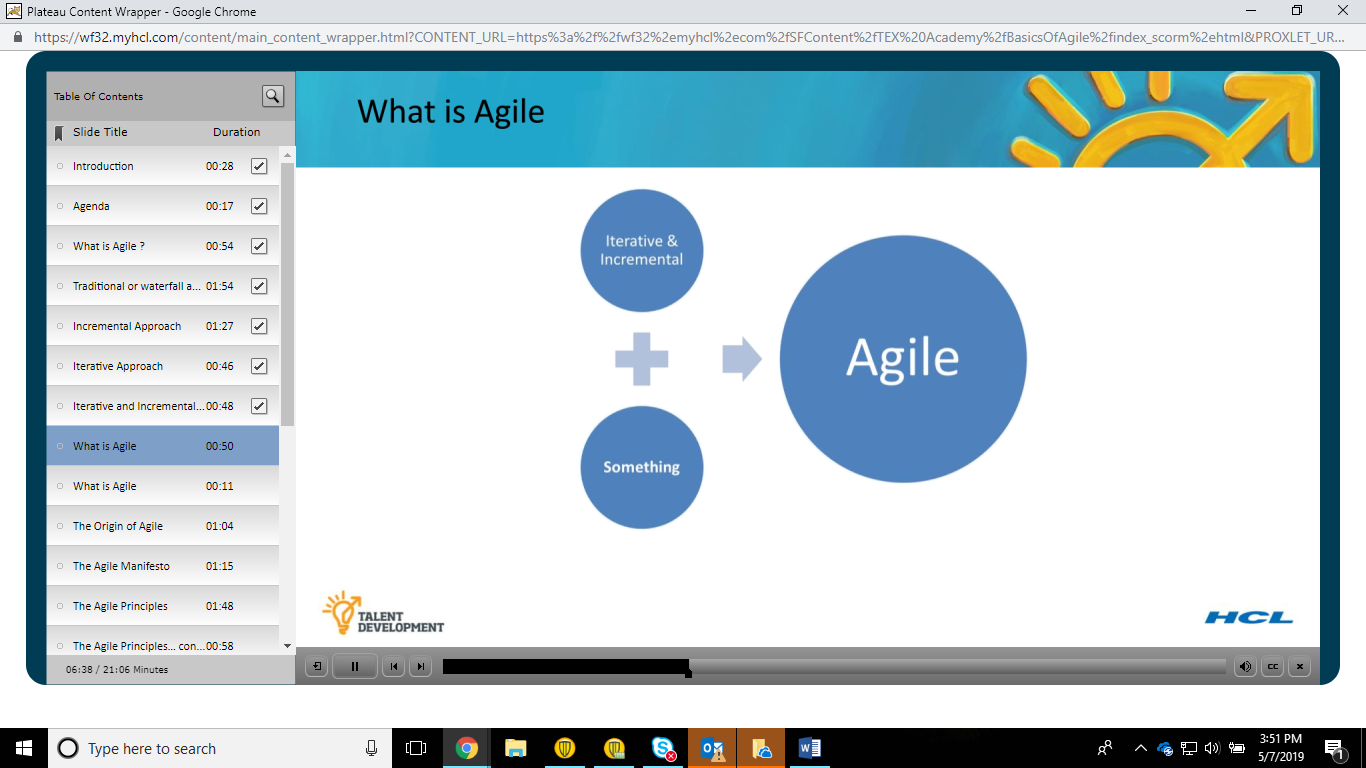 Plateau Content Wrapper - Google Chrome
https://wf32.myhcl.com/content/main_content_wrapper.html?CONTENT_URL=https%3a%2f%2fwf32%2emyhcl%2ecom%2fSFContent%2fTEX%20Academy%2fBasicsOfAgile%2findex_scorm%2ehtml&PROXLET_UR...
Table Of Contents
Slide Title Duration
Introduction 00:28
Agenda 00:17
What is Agile ? 00:54
Traditional or waterfall a... 01:54
Incremental Approach 01:27
Iterative Approach 00:46
Iterative and Incremental... 00:48
What is Agile 00:50
What is Agile 00:11
The Origin of Agile 01:04
The Agile Manifesto 01:15
The Agile Principles 01:48
The Agile Principles... con... 00:58
06:38 / 21:06 Minutes
What is Agile
Iterative &
Incremental
Something
Agile
TALENT
DEVELOPMENT
HCL
CC
Type here to search
3:51 PM
5/7/2019
1